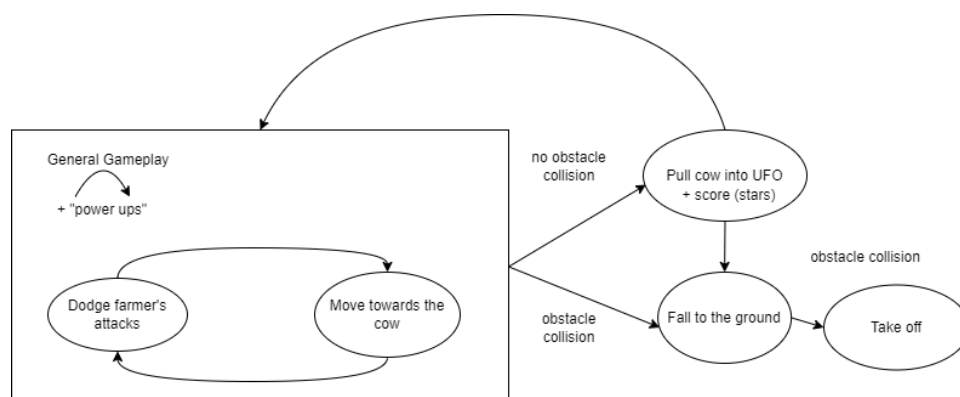 General Gameplay
+ "power ups"
Dodge farmer's
attacks
Move towards the
cow
no obstacle
collision
obstacle
collision
Pull cow into UFO
+ score (stars)
Fall to the ground
obstacle collision
Take off